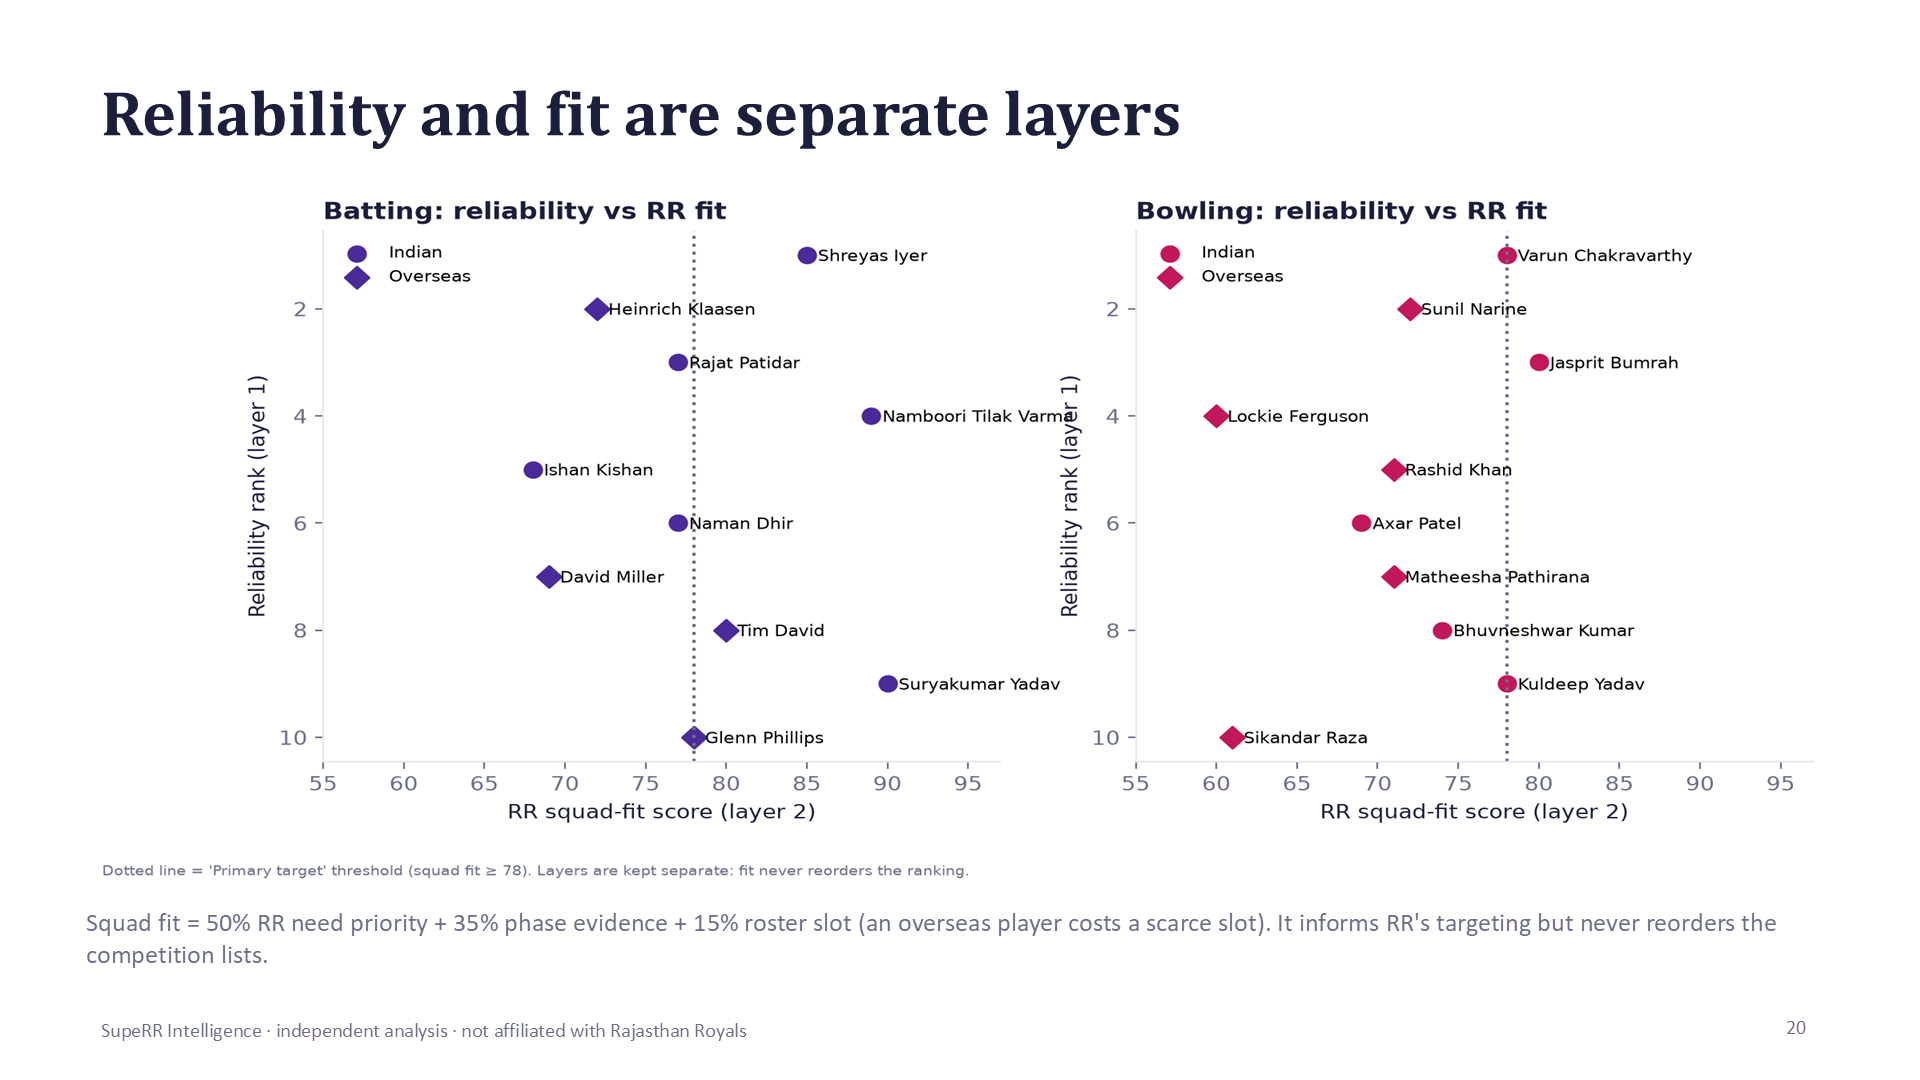 Reliability and fit are separate layers
Batting: reliability vs RR fit
Indian
Overseas
Shreyas Iyer
2
Heinrich Klaasen
Rajat Patidar
4
Namboori Tilak Varma
Ishan Kishan
6
Naman Dhir
David Miller
8
Tim David
Suryakumar Yadav
10
Glenn Phillips
Reliability rank (layer 1)
55 60 65 70 75 80 85 90 95
RR squad-fit score (layer 2)
Bowling: reliability vs RR fit
Indian
Overseas
Varun Chakravarthy
2
Sunil Narine
Jasprit Bumrah
4
Lockie Ferguson
Rashid Khan
6
Axar Patel
Matheesha Pathirana
8
Bhuvneshwar Kumar
Kuldeep Yadav
10
Sikandar Raza
Reliability rank (layer 1)
55 60 65 70 75 80 85 90 95
RR squad-fit score (layer 2)
Dotted line = 'Primary target' threshold (squad fit ≥ 78). Layers are kept separate: fit never reorders the ranking.
Squad fit = 50% RR need priority + 35% phase evidence + 15% roster slot (an overseas player costs a scarce slot). It informs RR's targeting but never reorders the
competition lists.
SupeRR Intelligence · independent analysis · not affiliated with Rajasthan Royals
20